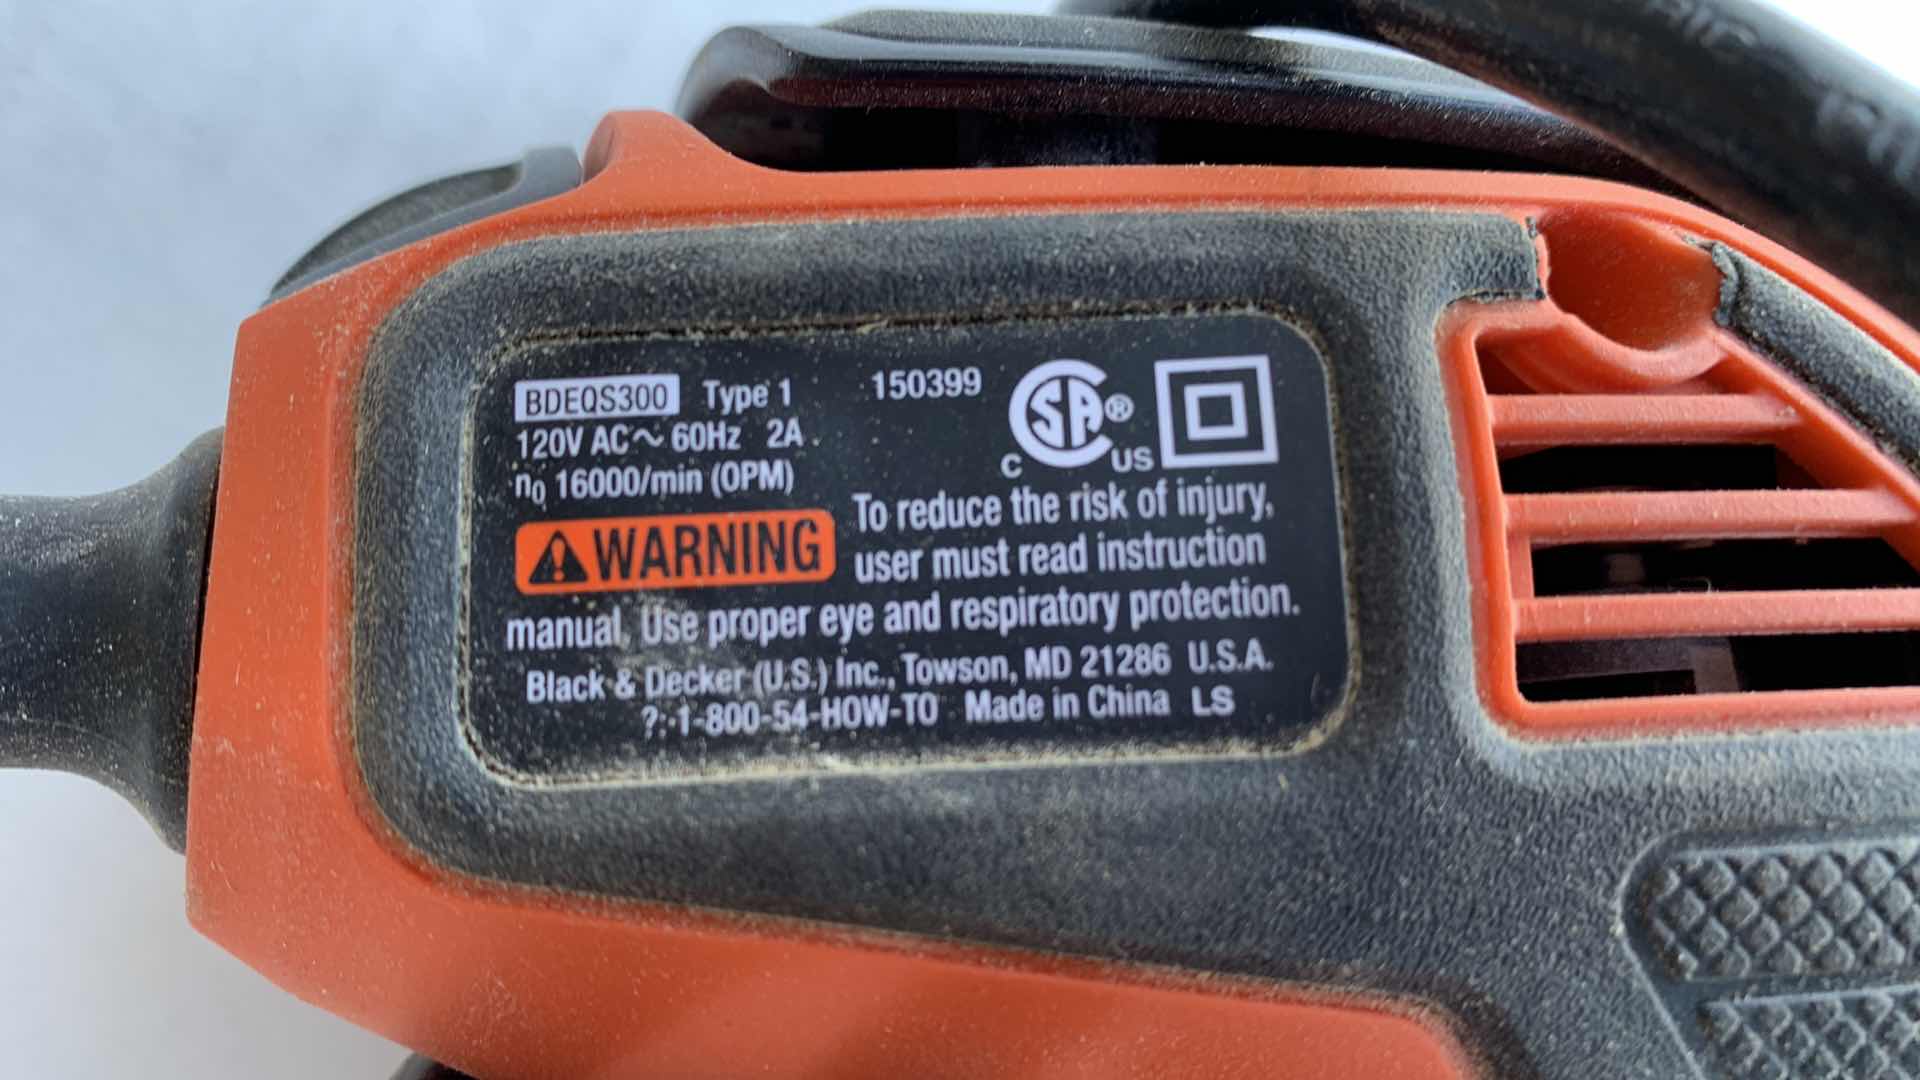 BDEQS300 Type 1 150399
120V AC~ 60Hz 2A
n0 16000/min (OPM)
CSA® C US
WARNING To reduce the risk of injury,
user must read instruction
manual. Use proper eye and respiratory protection.
Black & Decker (U.S.) Inc., Towson, MD 21286 U.S.A.
?: 1-800-54-HOW-TO Made in China LS